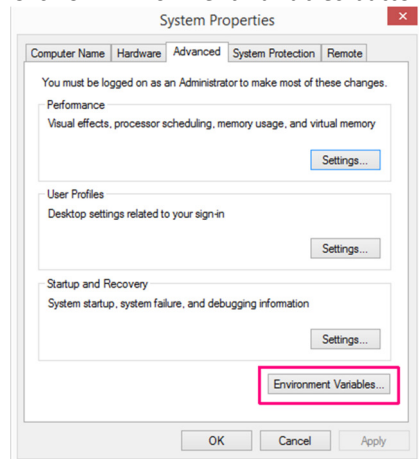 System Properties
Computer Name Hardware Advanced System Protection Remote
You must be logged on as an Administrator to make most of these changes.
Performance
Visual effects, processor scheduling, memory usage, and virtual memory
Settings...
User Profiles
Desktop settings related to your sign-in
Settings...
Startup and Recovery
System startup, system failure, and debugging information
Settings...
Environment Variables...
OK Cancel Apply